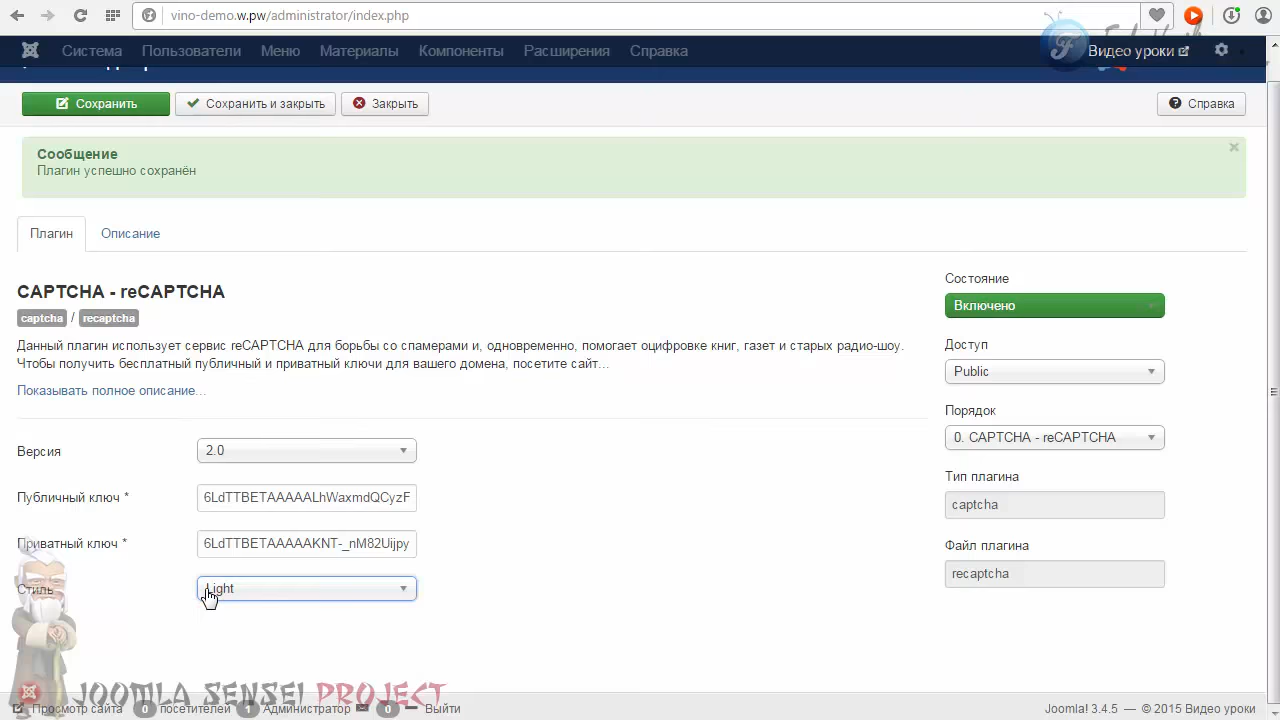 vino-demo.w.pw/administrator/index.php
Система Пользователи Меню Материалы Компоненты Расширения Справка Видео уроки
Сохранить Сохранить и закрыть Закрыть Справка
Сообщение
Плагин успешно сохранён
Плагин Описание
CAPTCHA - reCAPTCHA
captcha / recaptcha
Данный плагин использует сервис reCAPTCHA для борьбы со спамерами и, одновременно, помогает оцифровке книг, газет и старых радио-шоу.
Чтобы получить бесплатный публичный и приватный ключи для вашего домена, посетите сайт...
Показывать полное описание...
Версия 2.0
Публичный ключ * 6LdTTBETAAAAALhWaxmdQCyzF
Приватный ключ * 6LdTTBETAAAAAKNT-_nM82Uijpy
Стиль Light
Состояние
Включено
Доступ
Public
Порядок
0. CAPTCHA - reCAPTCHA
Тип плагина
captcha
Файл плагина
recaptcha
JOOMLA SENSEI PROJECT
Просмотр сайта 0 посетителей 1 Администратор 0 Выйти Joomla! 3.4.5 — © 2015 Видео уроки